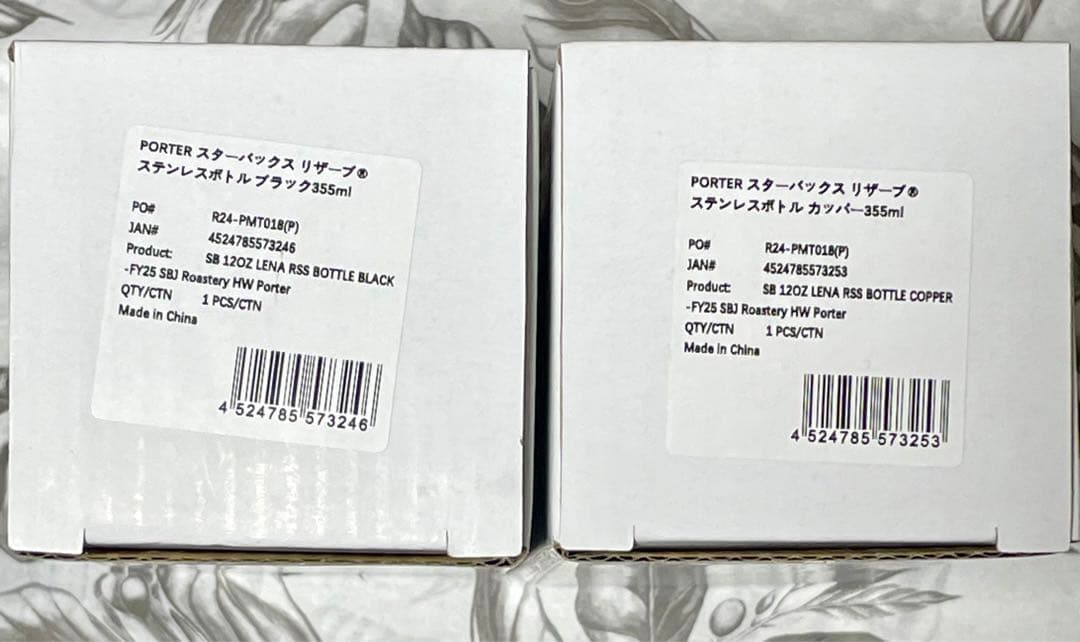 PORTER スターバックス リザーブ®
ステンレスボトル ブラック355ml
PO# R24-PMT018(P)
JAN# 4524785573246
Product: SB 12OZ LENA RSS BOTTLE BLACK
-FY25 SBJ Roastery HW Porter
QTY/CTN 1 PCS/CTN
Made in China
4 524785 573246
PORTER スターバックス リザーブ®
ステンレスボトル カッパー355ml
PO# R24-PMT018(P)
JAN# 4524785573253
Product: SB 12OZ LENA RSS BOTTLE COPPER
-FY25 SBJ Roastery HW Porter
QTY/CTN 1 PCS/CTN
Made in China
4 524785 573253